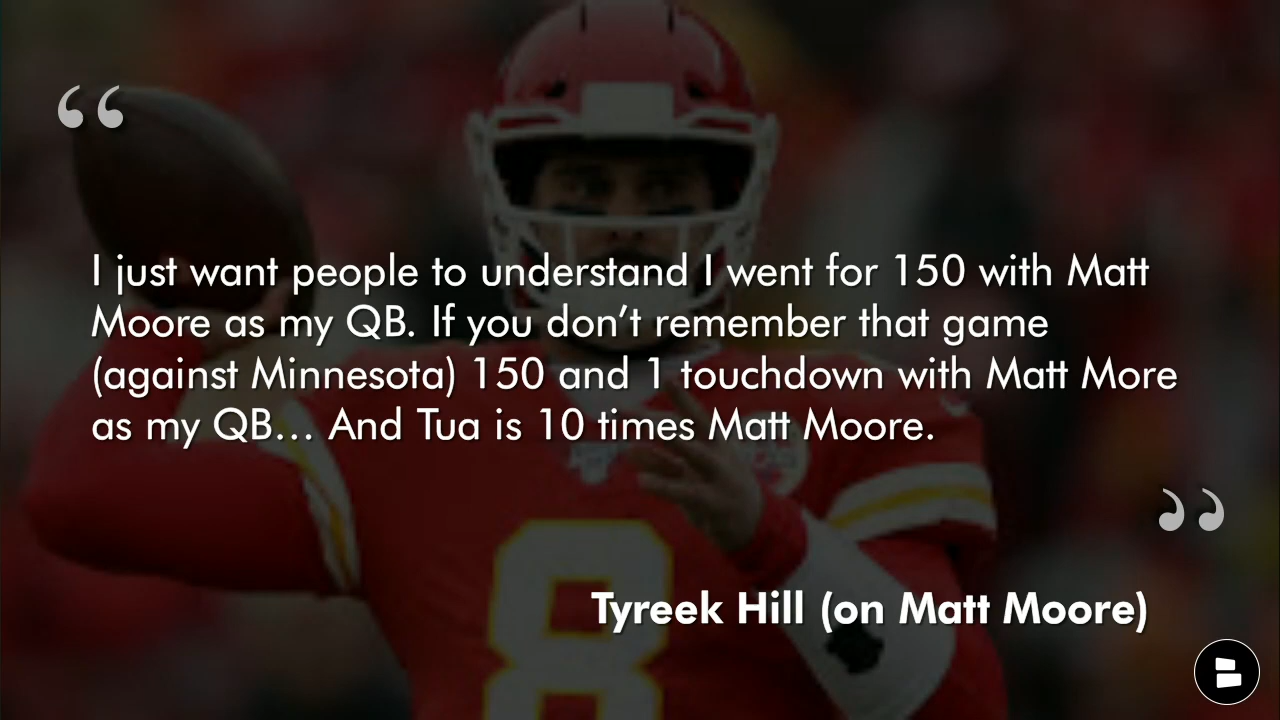 “
I just want people to understand I went for 150 with Matt
Moore as my QB. If you don’t remember that game
(against Minnesota) 150 and 1 touchdown with Matt More
as my QB… And Tua is 10 times Matt Moore.
”
Tyreek Hill (on Matt Moore)
8